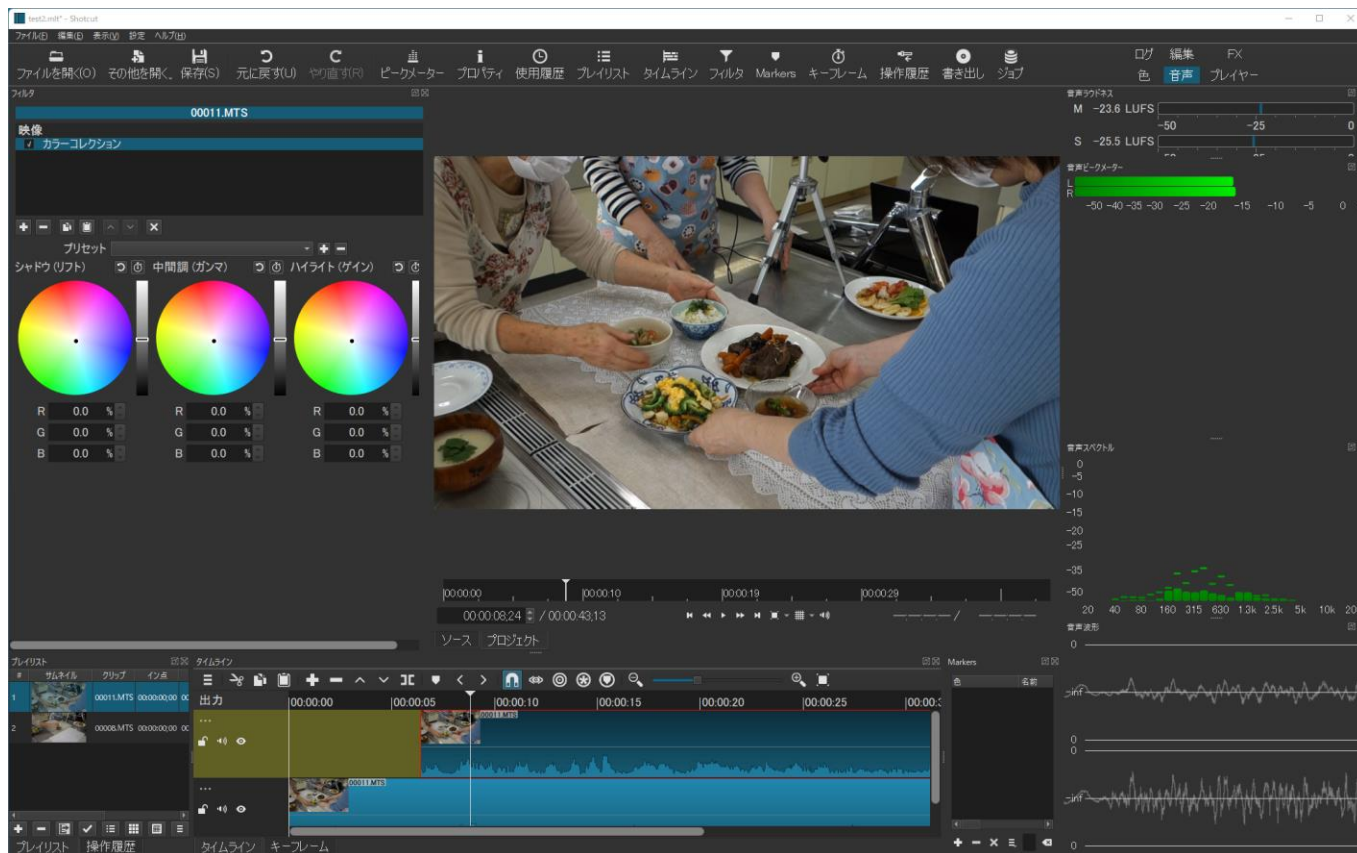 test2.mlt* - Shotcut
ファイル(F) 編集(E) 表示(V) 設定 ヘルプ(H)
ファイルを開く(O) その他を開く.. 保存(S) 元に戻す(U) やり直す(R) ピークメーター プロパティ 使用履歴 プレイリスト タイムライン フィルタ Markers キーフレーム 操作履歴 書き出し ジョブ
ログ 編集 FX
色 音声 プレイヤー
フィルタ
00011.MTS
映像
カラーコレクション
プリセット
シャドウ(リフト) 中間調(ガンマ) ハイライト(ゲイン)
R 0.0 % R 0.0 % R 0.0 %
G 0.0 % G 0.0 % G 0.0 %
B 0.0 % B 0.0 % B 0.0 %
00:00:00 00:00:10 00:00:19 00:00:29
00:00:08;24 / 00:00:43;13 --:--:--:-- /
ソース プロジェクト
音声ラウドネス
M -23.6 LUFS
-50 -25 0
S -25.5 LUFS
音声ピークメーター
L
R
-50 -40 -35 -30 -25 -20 -15 -10 -5 0
音声スペクトル
0
-5
-10
-15
-20
-25
-35
-50
20 40 80 160 315 630 1.3k 2.5k 5k 10k 20
音声波形
0
-inf
0
0
-inf
0
プレイリスト
# サムネイル クリップ イン点
1 00011.MTS 00:00:00;00 00
2 00008.MTS 00:00:00;00 00
プレイリスト 操作履歴
タイムライン
出力 00:00:00 00:00:05 00:00:10 00:00:15 00:00:20 00:00:25 00:00:3
00011.MTS
00011.MTS
タイムライン キーフレーム
Markers
色 名前